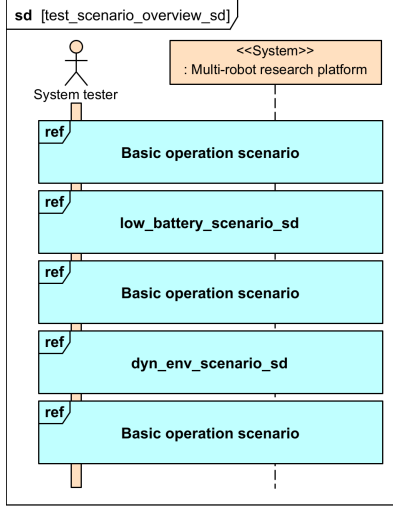 sd [test_scenario_overview_sd]
<<System>>
: Multi-robot research platform
System tester
ref
Basic operation scenario
ref
low_battery_scenario_sd
ref
Basic operation scenario
ref
dyn_env_scenario_sd
ref
Basic operation scenario